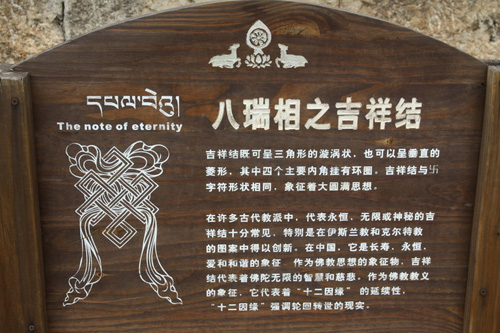 དཔལ་བེའུ།
The note of eternity
八瑞相之吉祥结
吉祥结既可呈三角形的漩涡状，也可以呈垂直的
菱形，其中四个主要内角挂有环圈。吉祥结与卐
字符形状相同，象征着大圆满思想。
在许多古代教派中，代表永恒、无限或神秘的吉
祥结十分常见，特别是在伊斯兰教和克尔特教
的图案中得以创新。在中国，它是长寿，永恒，
爱和和谐的象征。作为佛教思想的象征物，吉祥
结代表着佛陀无限的智慧和慈悲。作为佛教教义
的象征，它代表着“十二因缘”的延续性，
“十二因缘”强调轮回转世的现实。